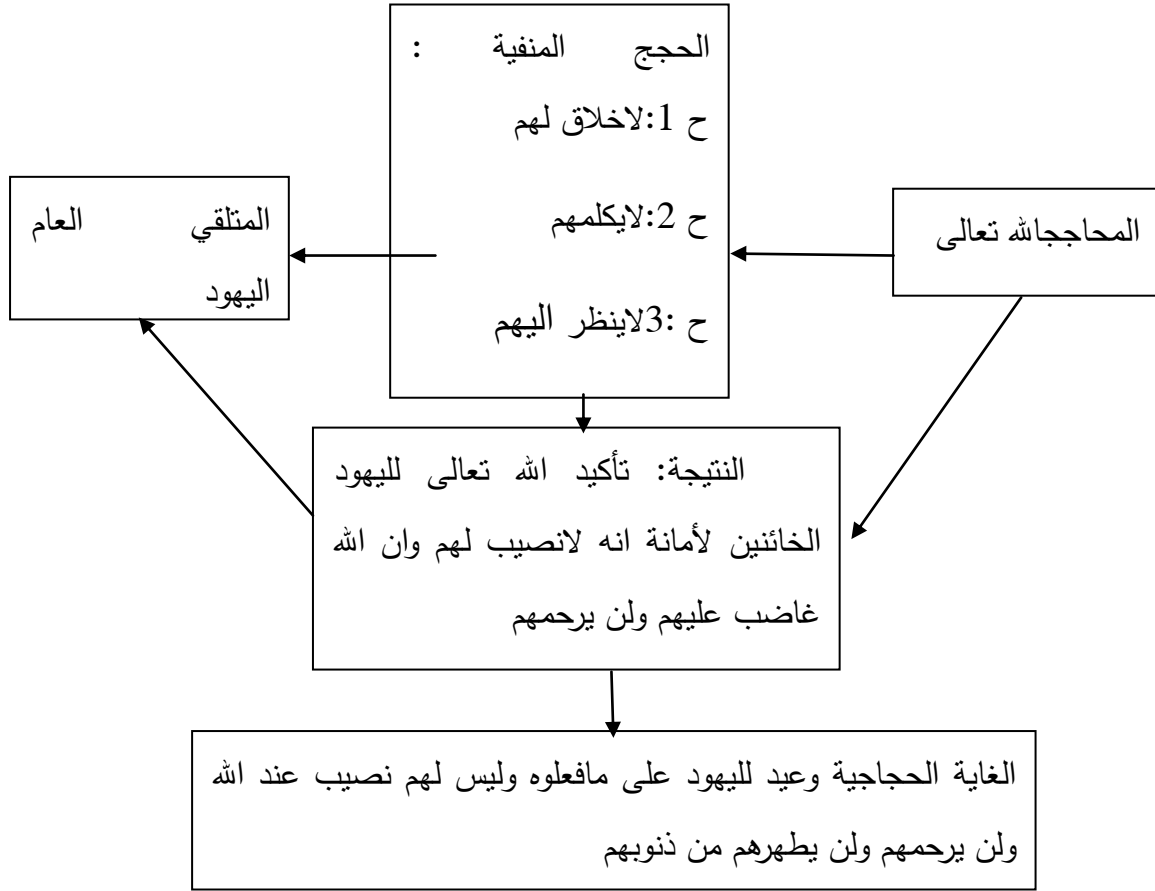 الحجج المنفية :
ح 1:لاخلاق لهم
ح 2:لايكلمهم
ح :3لاينظر اليهم
المحاججالله تعالى
المتلقي العام
اليهود
النتيجة: تأكيد الله تعالى لليهود
الخائنين لأمانة انه لانصيب لهم وان الله
غاضب عليهم ولن يرحمهم
الغاية الحجاجية وعيد لليهود على مافعلوه وليس لهم نصيب عند الله
ولن يرحمهم ولن يطهرهم من ذنوبهم